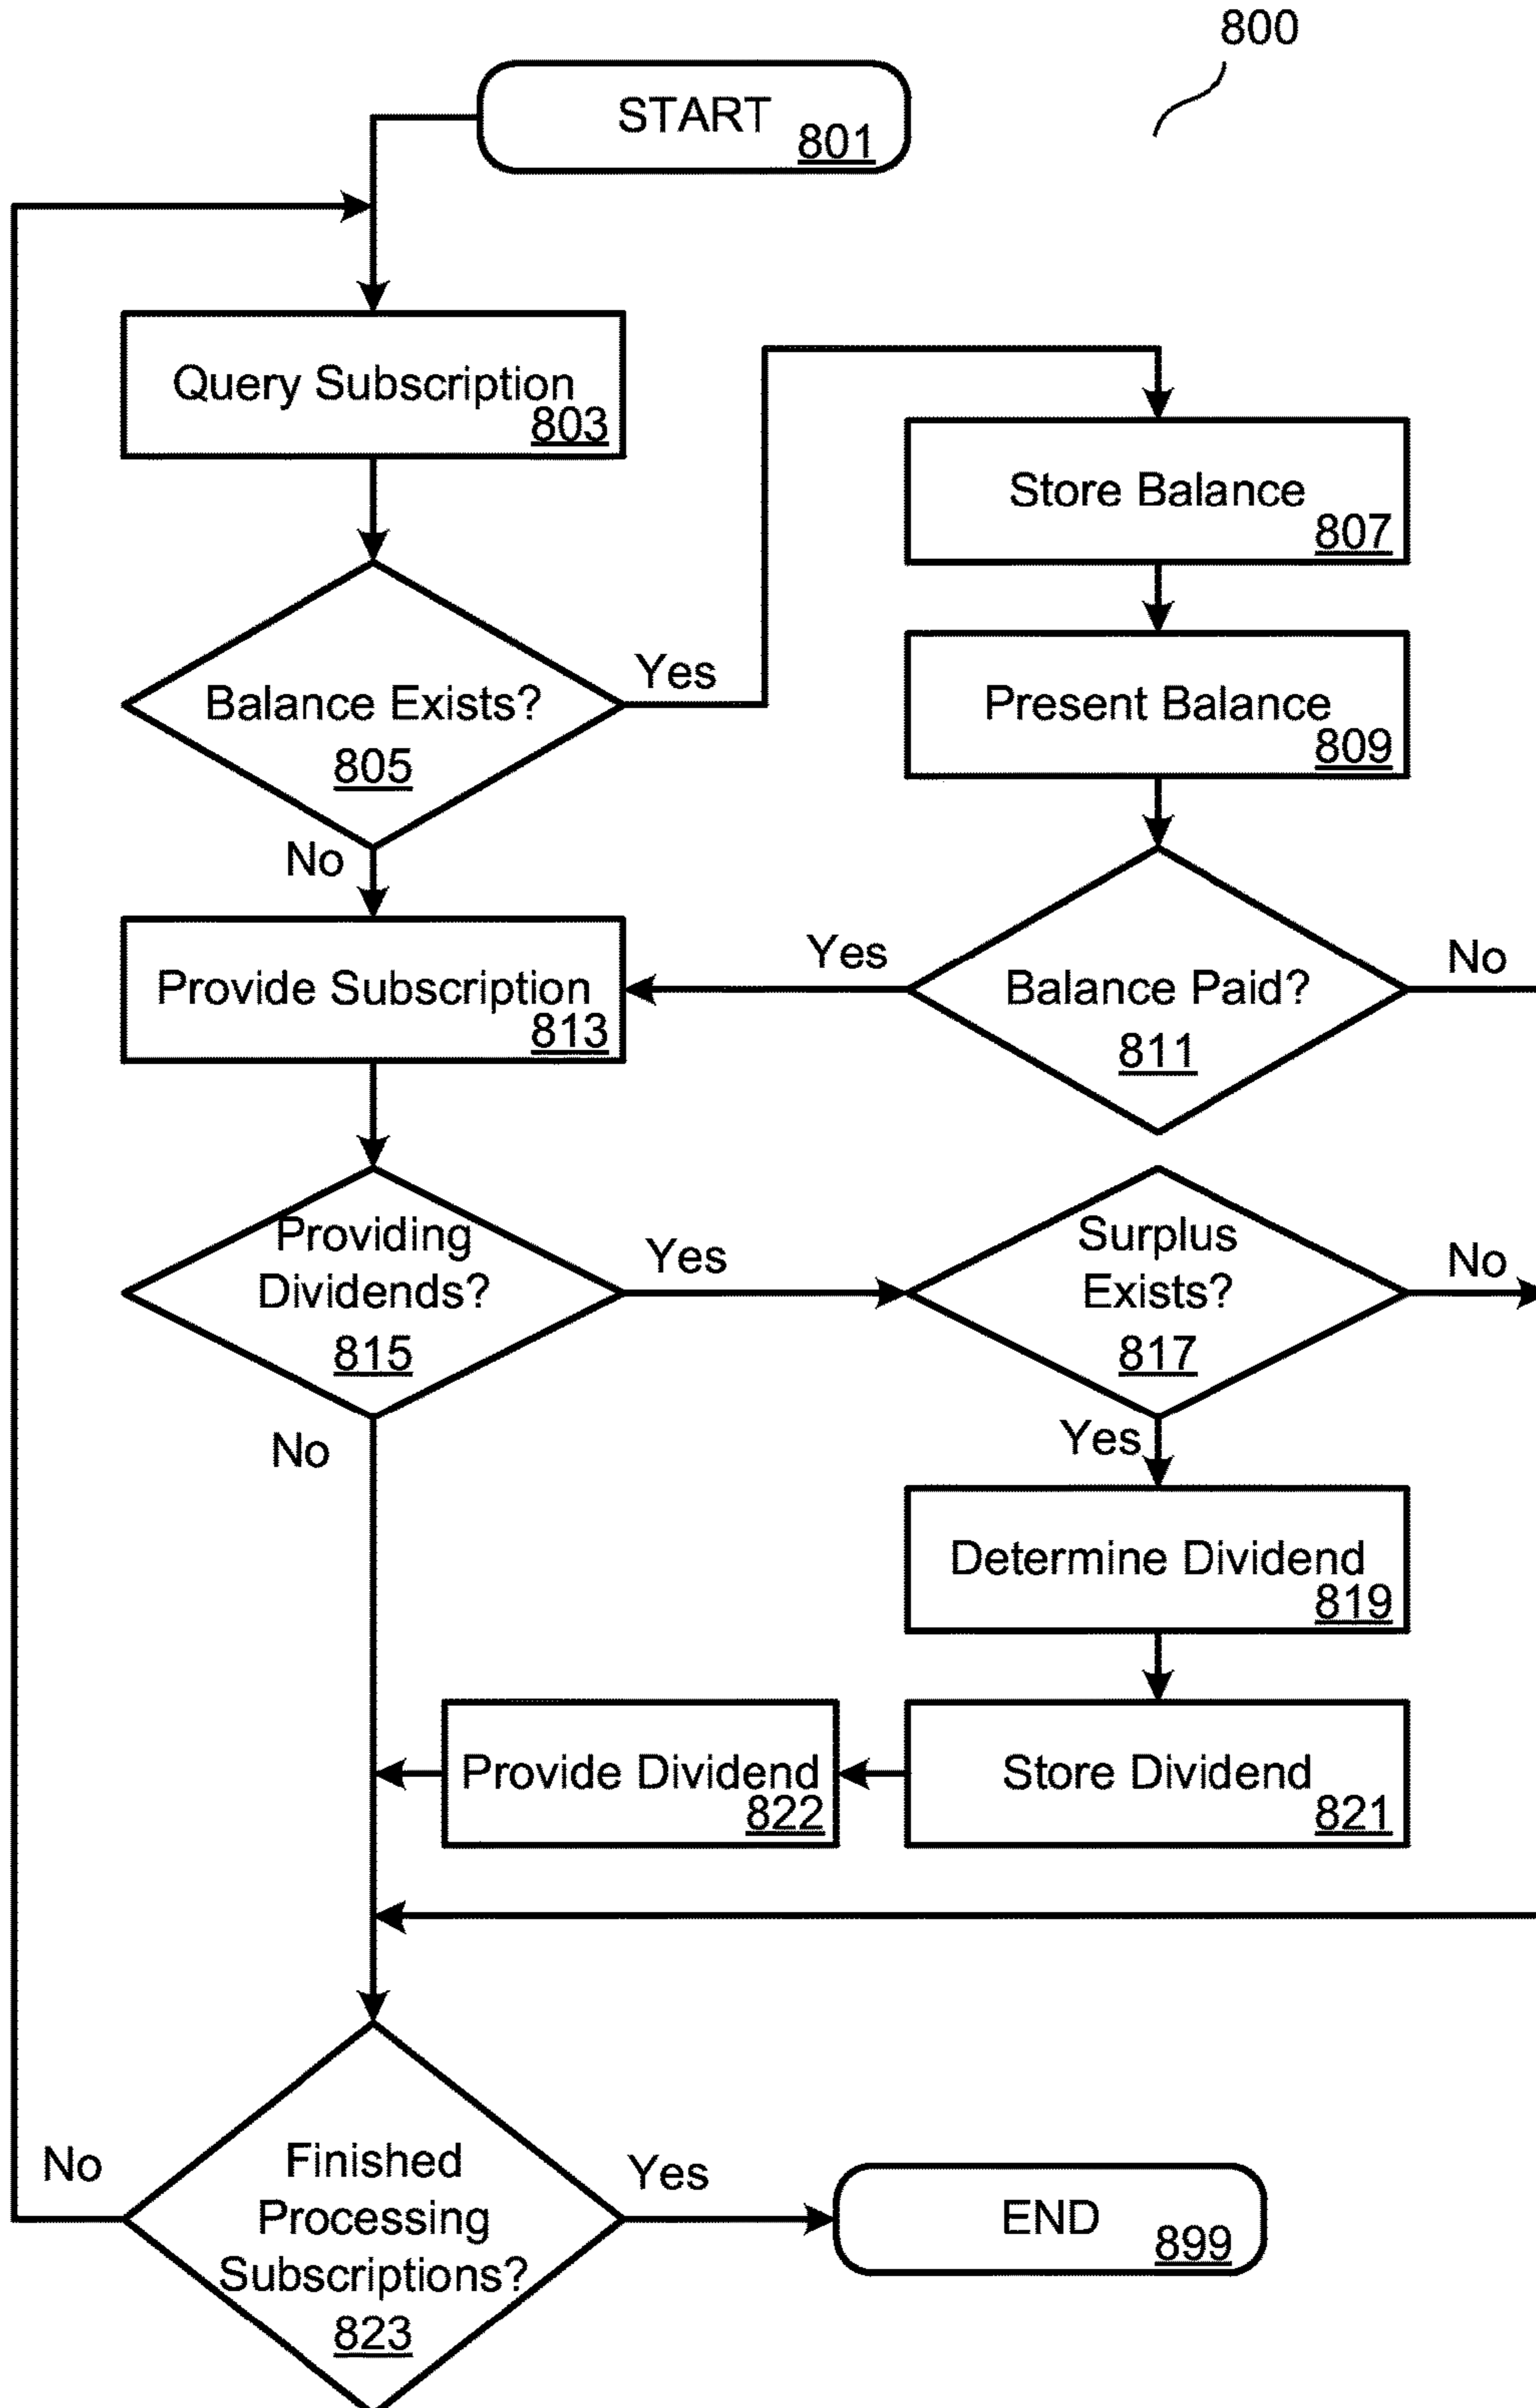 800
START
801
Query Subscription
803
Store Balance
807
Yes
Balance Exists?
805
Present Balance
809
No
Provide Subscription
813
Yes
Balance Paid?
811
No
Providing
Dividends?
815
Yes
Surplus
Exists?
817
No
No
Yes
Determine Dividend
819
Provide Dividend
822
Store Dividend
821
No
Finished
Processing
Subscriptions?
823
Yes
END
899